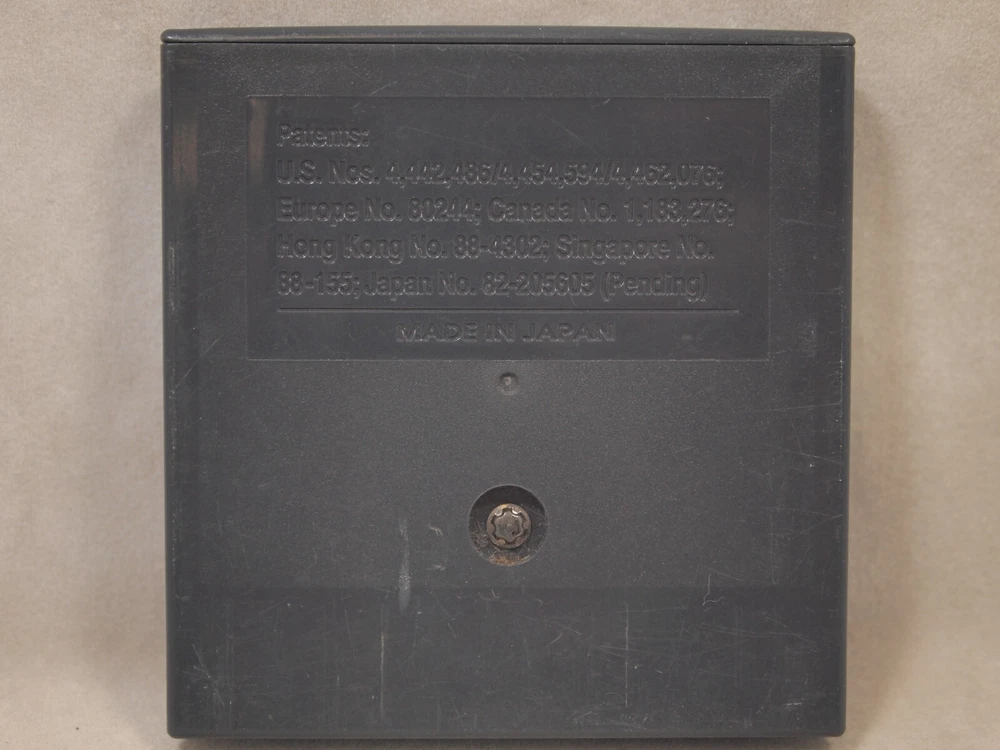 Patents:
U.S. Nos. 4,442,486/4,454,594/4,462,076;
Europe No. 80244; Canada No. 1,183,276;
Hong Kong No. 88-4302; Singapore No.
88-155; Japan No. 82-205605 (Pending)
MADE IN JAPAN